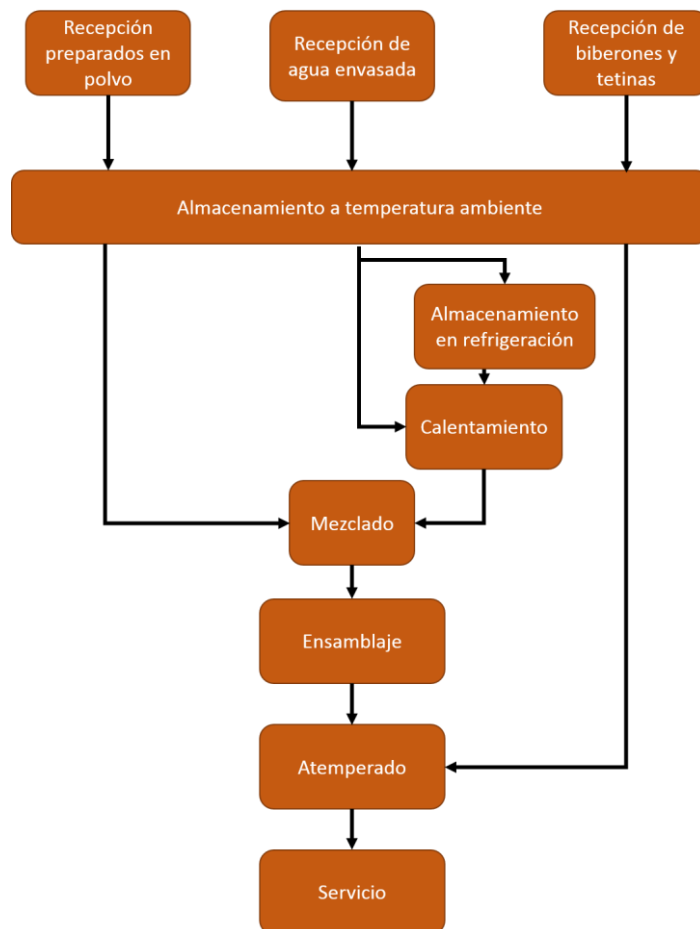 Recepción
preparados en
polvo
Recepción de
agua envasada
Recepción de
biberones y
tetinas
Almacenamiento a temperatura ambiente
Almacenamiento
en refrigeración
Calentamiento
Mezclado
Ensamblaje
Atemperado
Servicio